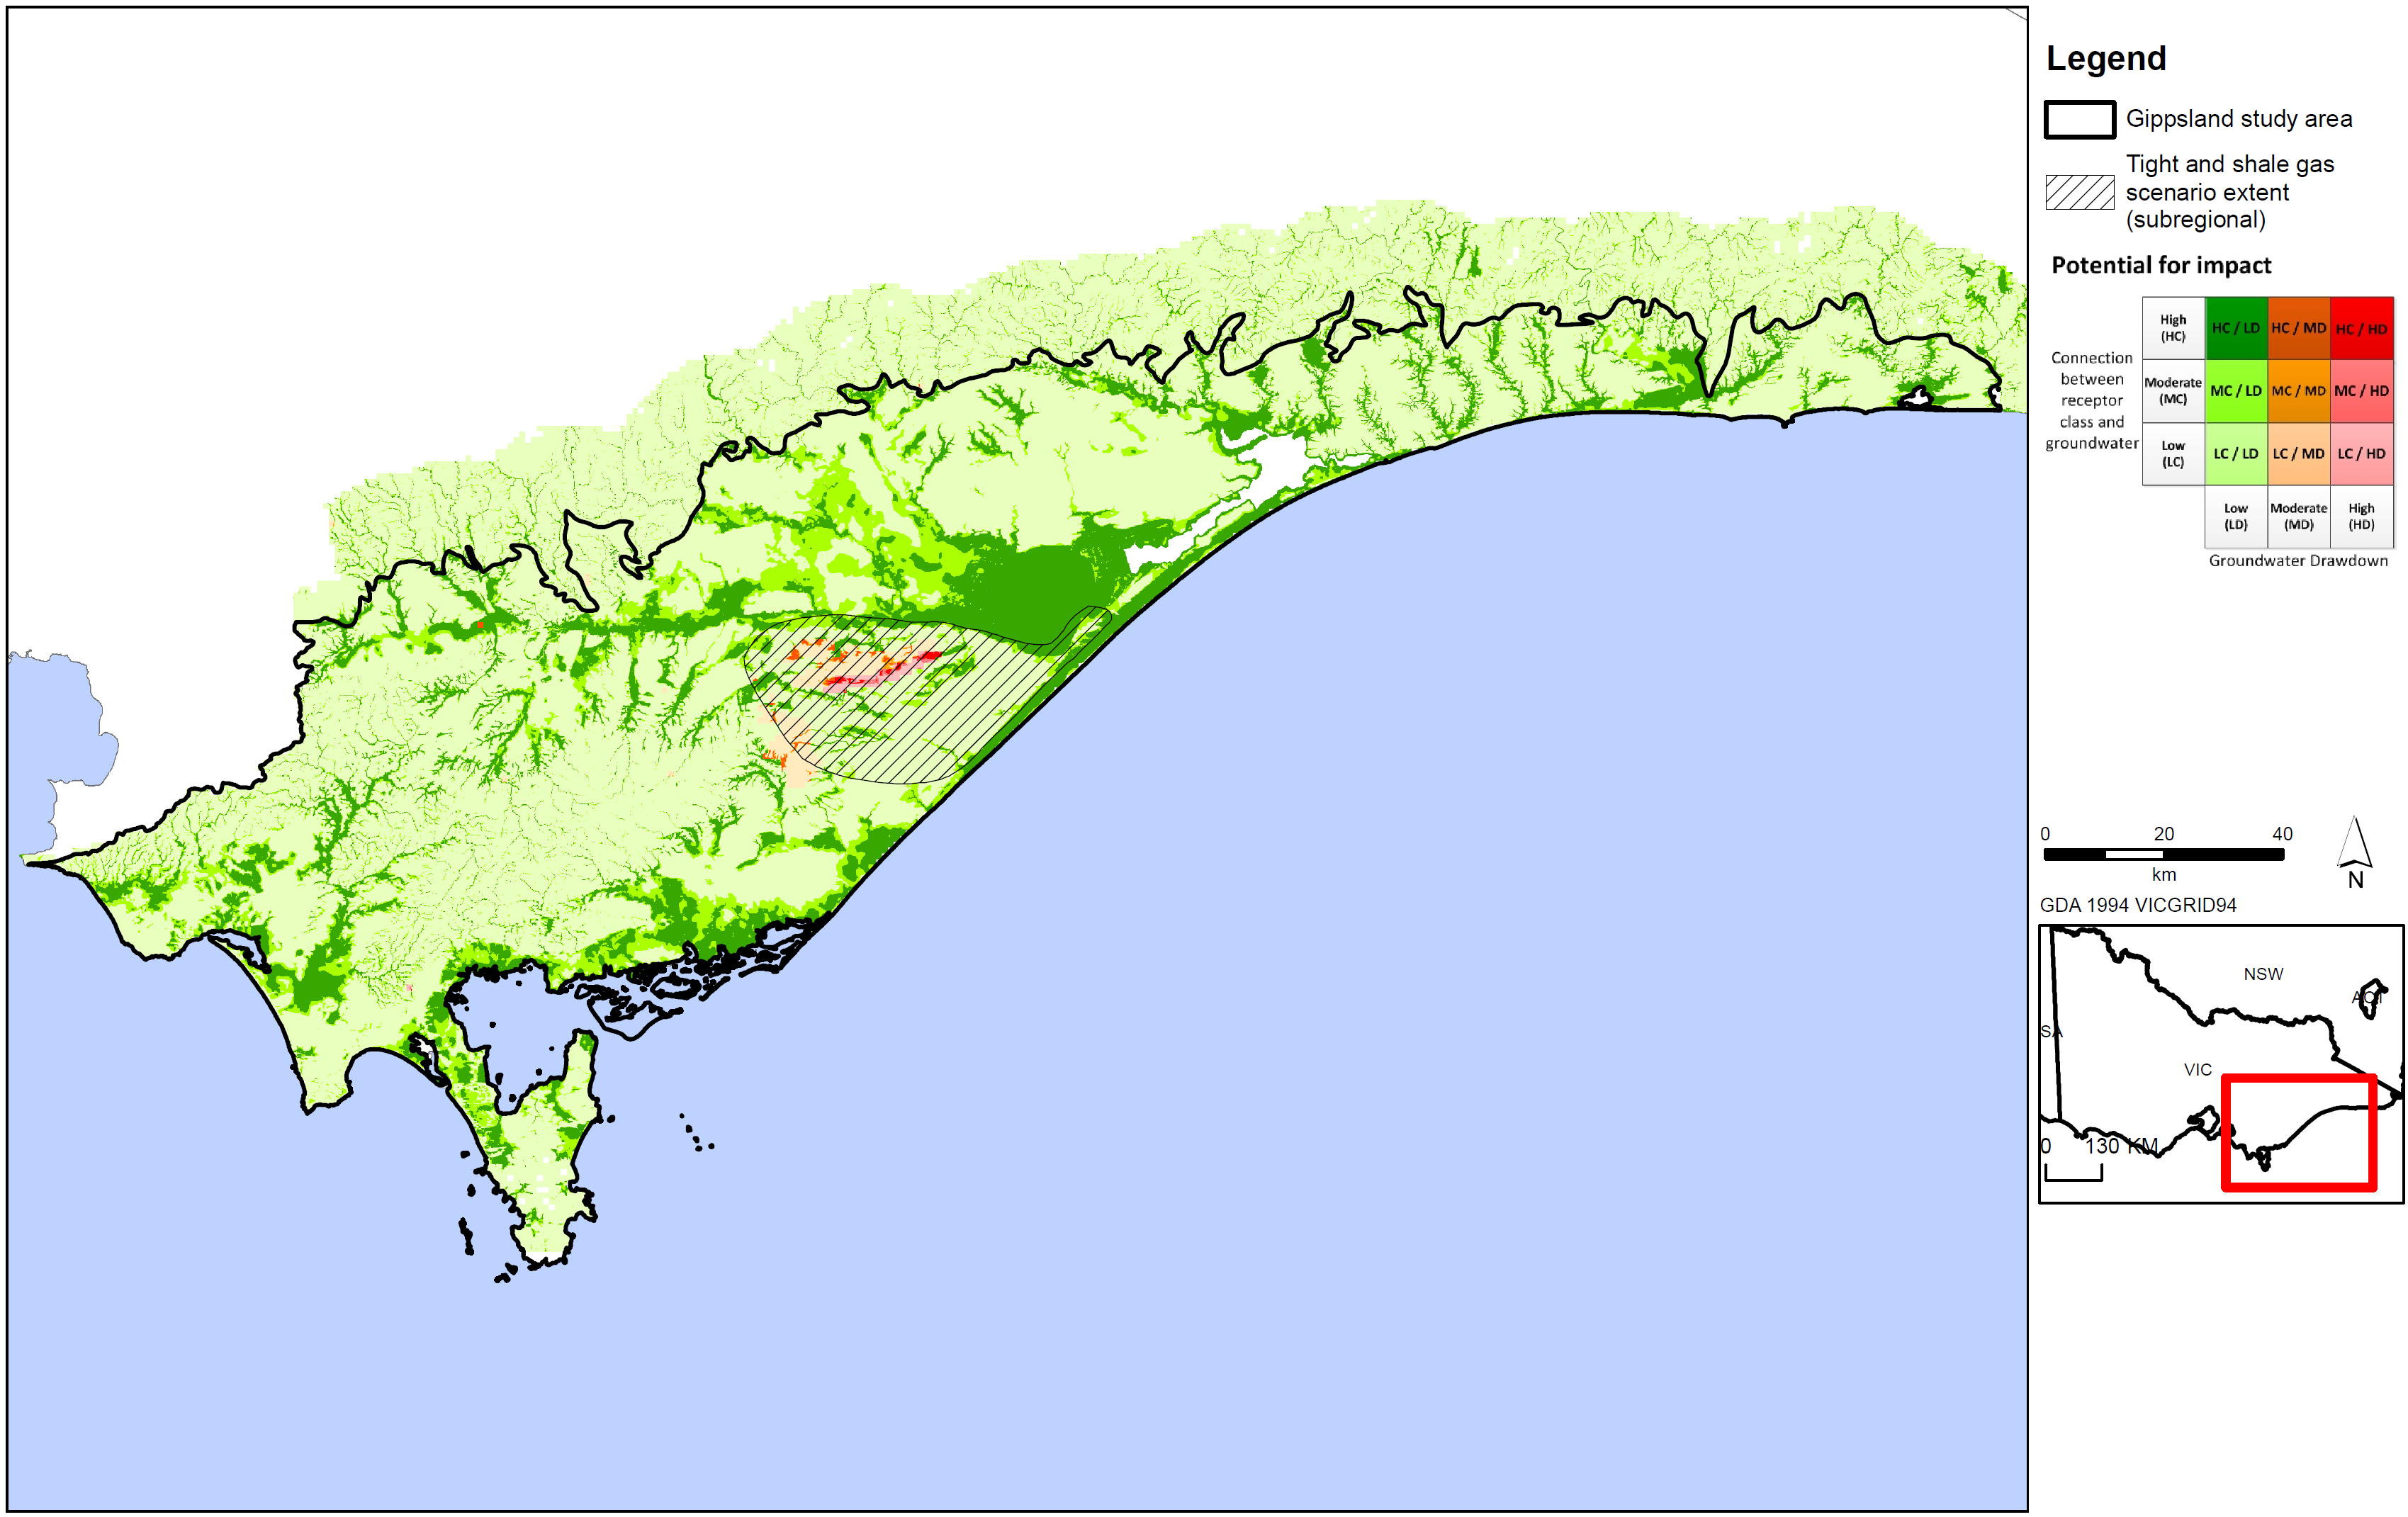 Legend
Gippsland study area
Tight and shale gas
scenario extent
(subregional)
Potential for impact
Connection
between
receptor
class and
groundwater
High
(HC)
HC / LD
HC / MD
HC / HD
Moderate
(MC)
MC / LD
MC / MD
MC / HD
Low
(LC)
LC / LD
LC / MD
LC / HD
Low
(LD)
Moderate
(MD)
High
(HD)
Groundwater Drawdown
0 20 40
km
N
GDA 1994 VICGRID94
NSW
ACT
SA
VIC
0 130 KM